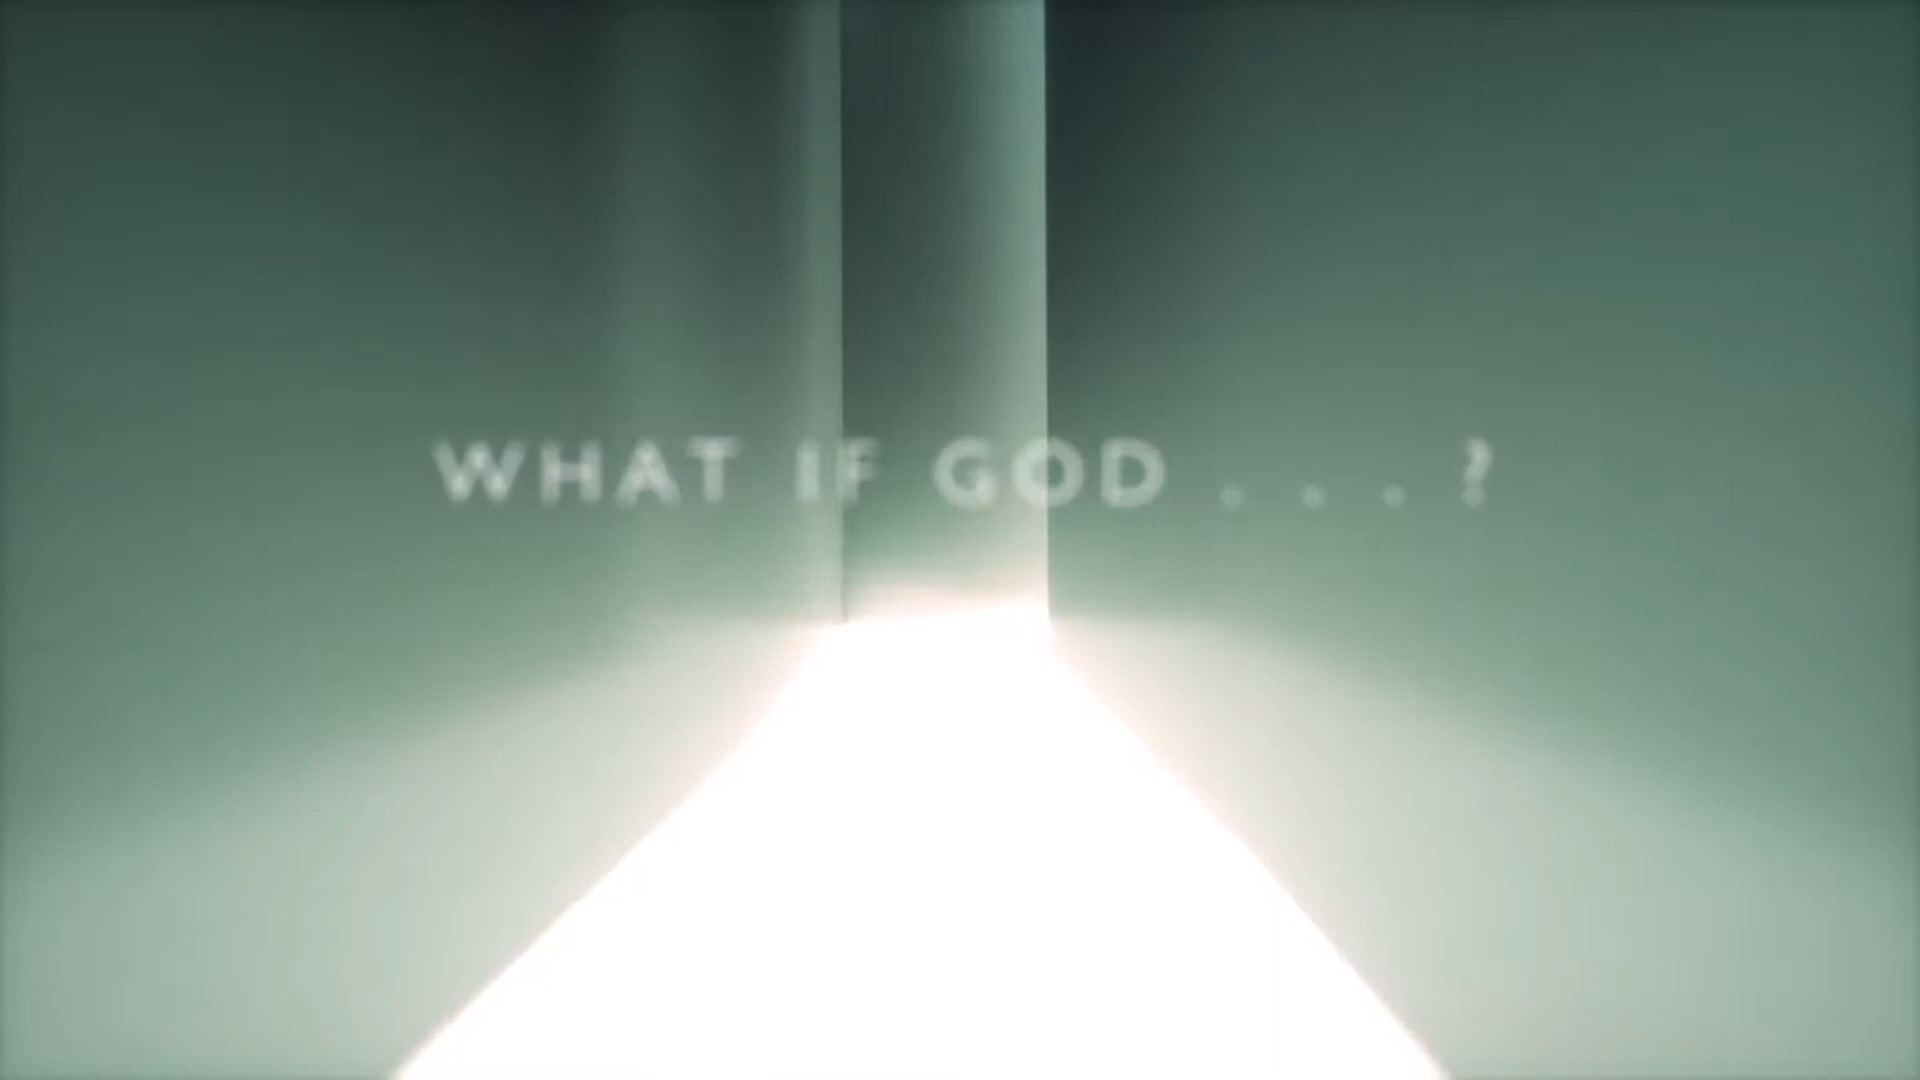 WHAT IF GOD . . . ?